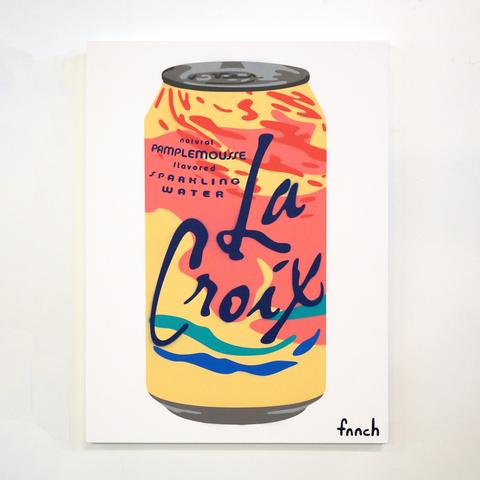 natural
PAMPLEMOUSSE
flavored
SPARKLING
WATER
La
Croix
fnnch